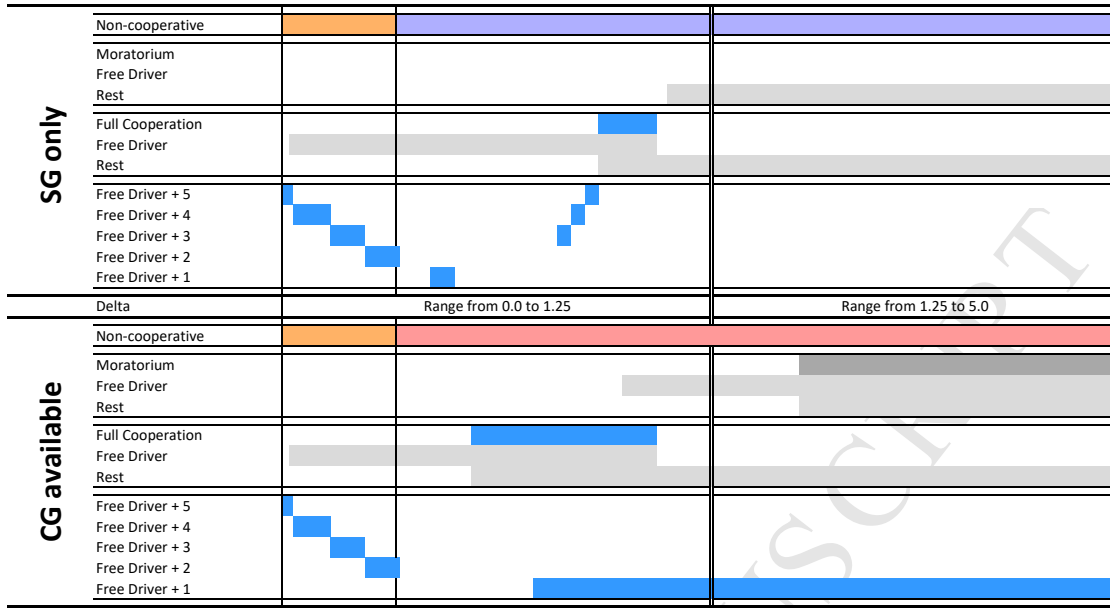 SG only
Non-cooperative
Moratorium
Free Driver
Rest
Full Cooperation
Free Driver
Rest
Free Driver + 5
Free Driver + 4
Free Driver + 3
Free Driver + 2
Free Driver + 1
Delta Range from 0.0 to 1.25 Range from 1.25 to 5.0
CG available
Non-cooperative
Moratorium
Free Driver
Rest
Full Cooperation
Free Driver
Rest
Free Driver + 5
Free Driver + 4
Free Driver + 3
Free Driver + 2
Free Driver + 1